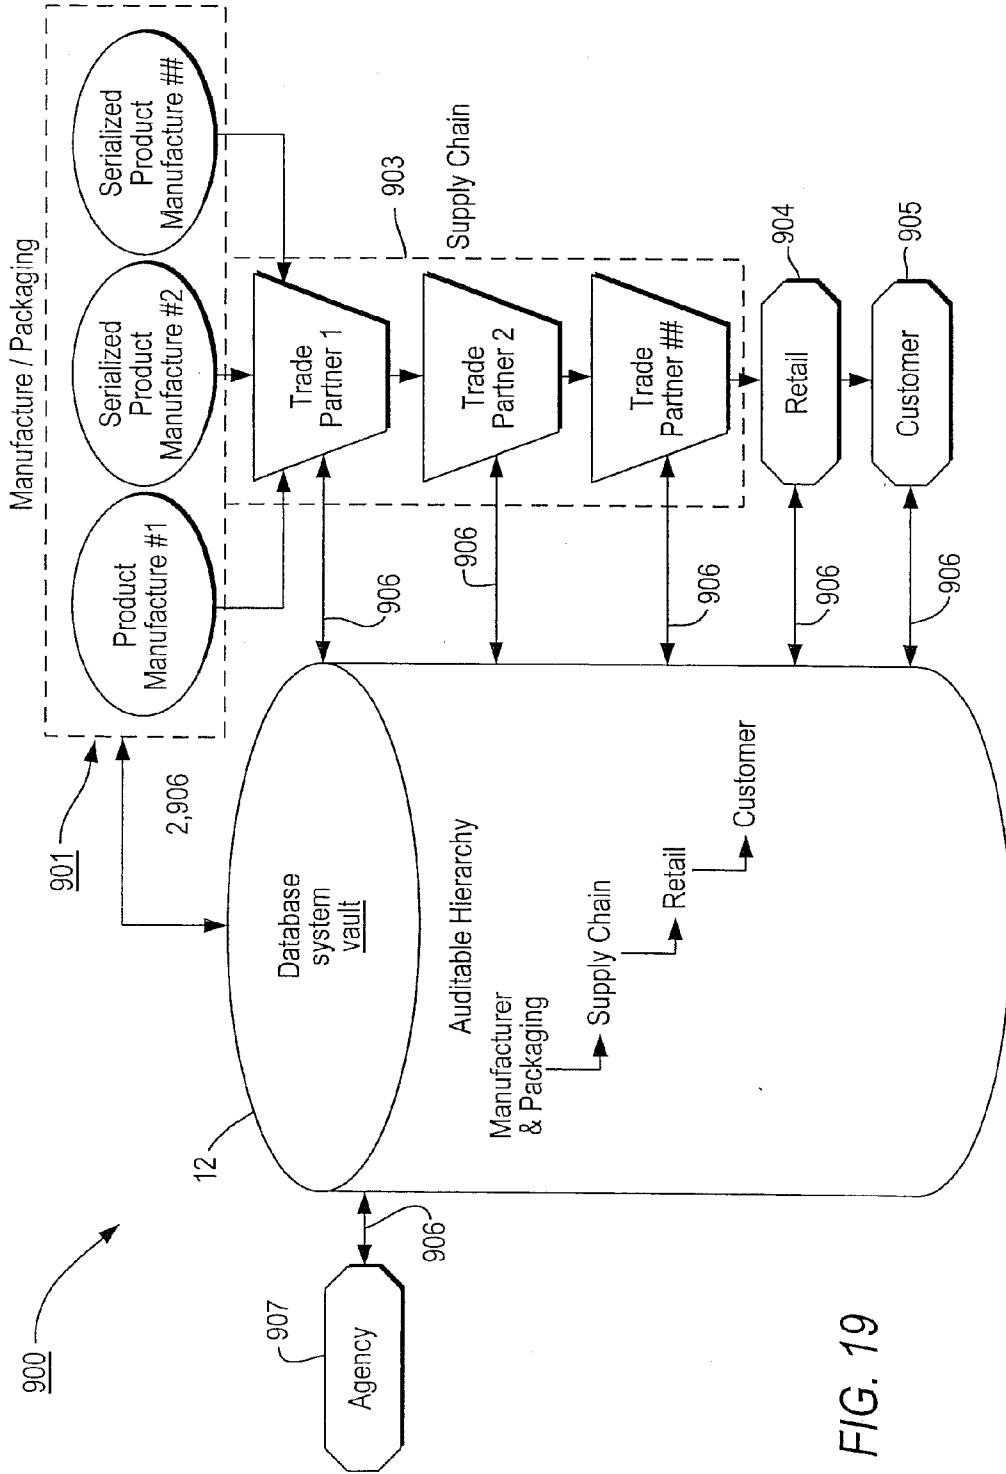 Manufacture / Packaging
901
Product
Manufacture #1
Serialized
Product
Manufacture #2
Serialized
Product
Manufacture ##
900
2,906
12
Database
system
vault
Supply Chain
903
Trade
Partner 1
906
Trade
Partner 2
906
Trade
Partner ##
906
Retail
904
906
Customer
905
906
Auditable Hierarchy
Manufacturer
& Packaging
Supply Chain
Retail
Customer
907
Agency
906
FIG. 19